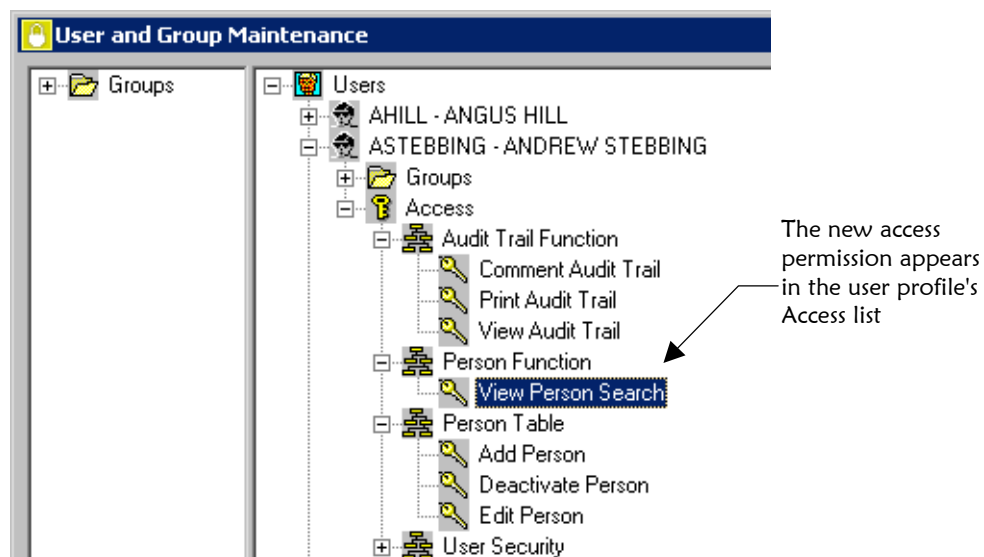 User and Group Maintenance
Groups
Users
AHILL - ANGUS HILL
ASTEBBING - ANDREW STEBBING
Groups
Access
Audit Trail Function
Comment Audit Trail
Print Audit Trail
View Audit Trail
Person Function
View Person Search
Person Table
Add Person
Deactivate Person
Edit Person
User Security
The new access
permission appears
in the user profile's
Access list